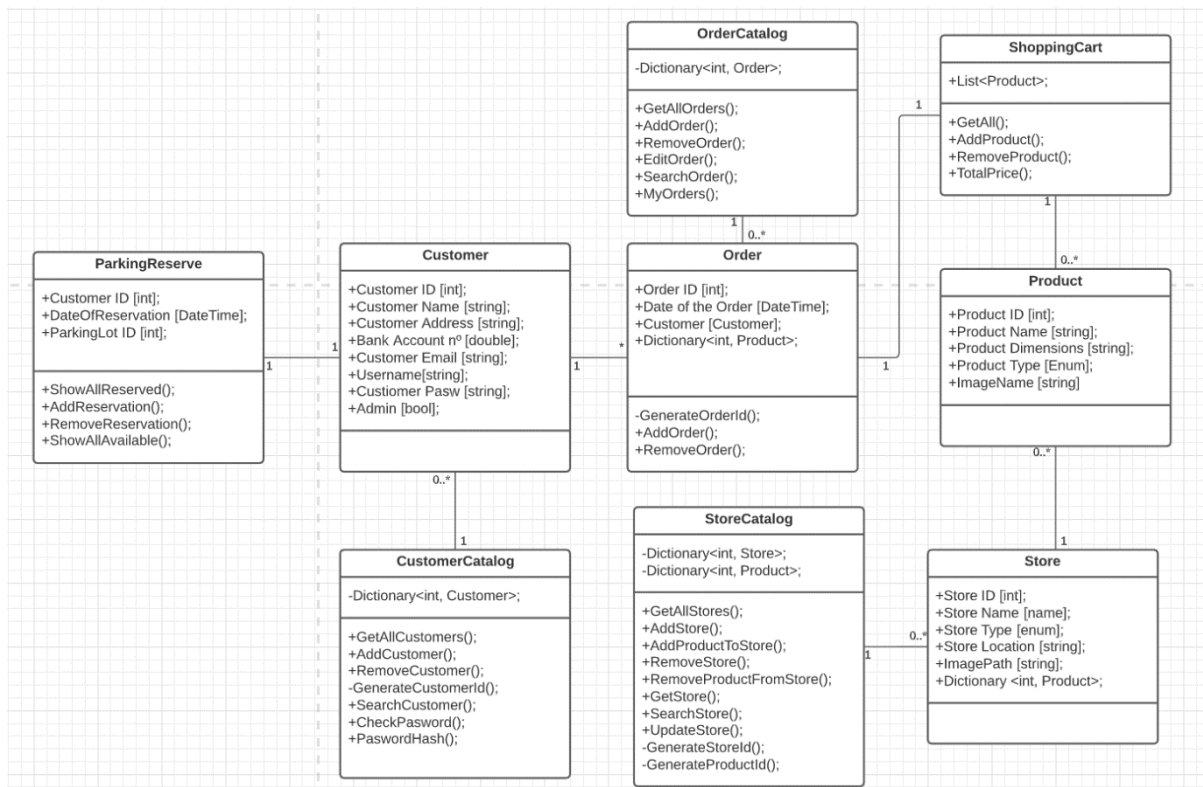 OrderCatalog
-Dictionary<int, Order>;
+GetAllOrders();
+AddOrder();
+RemoveOrder();
+EditOrder();
+SearchOrder();
+MyOrders();
1
0..*
ShoppingCart
+List<Product>;
+GetAll();
+AddProduct();
+RemoveProduct();
+TotalPrice();
1
1
0..*
ParkingReserve
+Customer ID [int];
+DateOfReservation [DateTime];
+ParkingLot ID [int];
+ShowAllReserved();
+AddReservation();
+RemoveReservation();
+ShowAllAvailable();
1
1
Customer
+Customer ID [int];
+Customer Name [string];
+Customer Address [string];
+Bank Account nº [double];
+Customer Email [string];
+Username[string];
+Custiomer Pasw [string];
+Admin [bool];
1
*
0..*
1
Order
+Order ID [int];
+Date of the Order [DateTime];
+Customer [Customer];
+Dictionary<int, Product>;
-GenerateOrderId();
+AddOrder();
+RemoveOrder();
1
Product
+Product ID [int];
+Product Name [string];
+Product Dimensions [string];
+Product Type [Enum];
+ImageName [string]
0..*
1
CustomerCatalog
-Dictionary<int, Customer>;
+GetAllCustomers();
+AddCustomer();
+RemoveCustomer();
-GenerateCustomerId();
+SearchCustomer();
+CheckPasword();
+PaswordHash();
StoreCatalog
-Dictionary<int, Store>;
-Dictionary<int, Product>;
+GetAllStores();
+AddStore();
+AddProductToStore();
+RemoveStore();
+RemoveProductFromStore();
+GetStore();
+SearchStore();
+UpdateStore();
-GenerateStoreId();
-GenerateProductId();
1
0..*
Store
+Store ID [int];
+Store Name [name];
+Store Type [enum];
+Store Location [string];
+ImagePath [string];
+Dictionary <int, Product>;